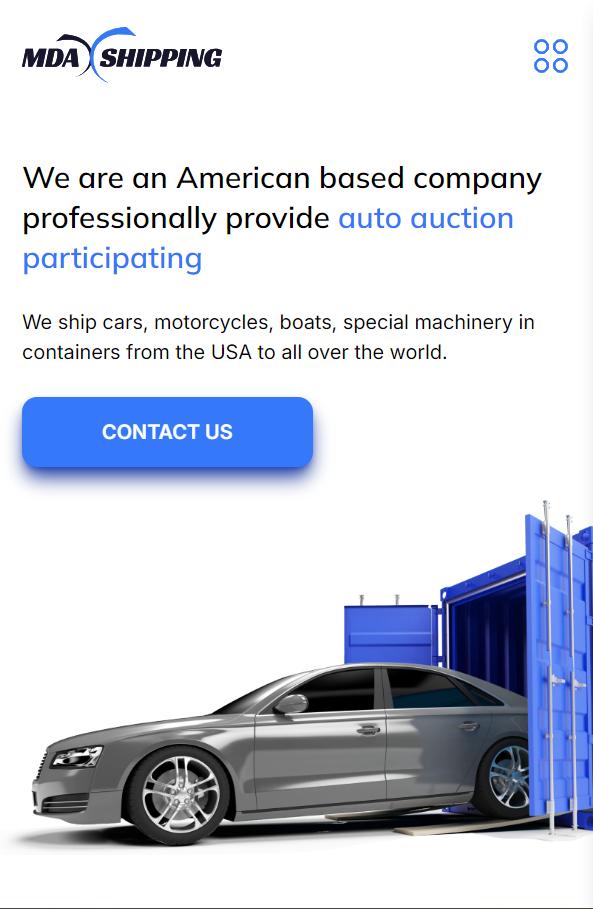 MDA SHIPPING
We are an American based company
professionally provide auto auction
participating
We ship cars, motorcycles, boats, special machinery in
containers from the USA to all over the world.
CONTACT US